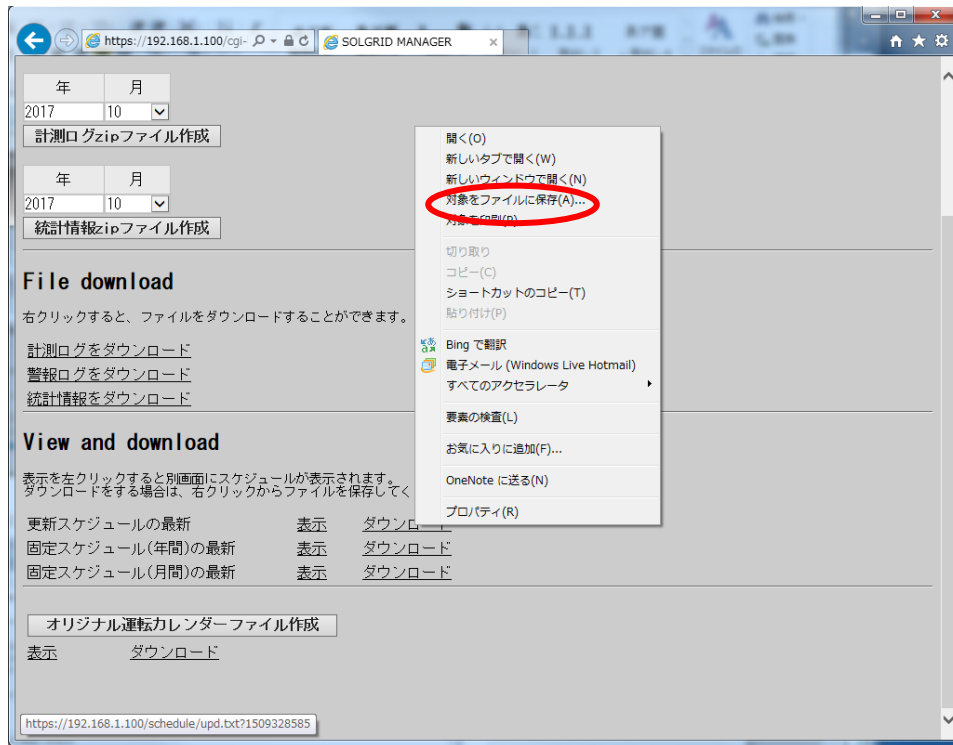 https://192.168.1.100/cgi-
SOLGRID MANAGER
年 月
2017 10
計測ログzipファイル作成
年 月
2017 10
統計情報zipファイル作成
File download
右クリックすると、ファイルをダウンロードすることができます。
計測ログをダウンロード
警報ログをダウンロード
統計情報をダウンロード
View and download
表示を左クリックすると別画面にスケジュールが表示されます。
ダウンロードをする場合は、右クリックからファイルを保存してく
更新スケジュールの最新 表示 ダウンロード
固定スケジュール(年間)の最新 表示 ダウンロード
固定スケジュール(月間)の最新 表示 ダウンロード
オリジナル運転カレンダーファイル作成
表示 ダウンロード
https://192.168.1.100/schedule/upd.txt?1509328585
開く(O)
新しいタブで開く(W)
新しいウィンドウで開く(N)
対象をファイルに保存(A)...
対象を印刷(P)
切り取り
コピー(C)
ショートカットのコピー(T)
貼り付け(P)
Bing で翻訳
電子メール (Windows Live Hotmail)
すべてのアクセラレータ
要素の検査(L)
お気に入りに追加(F)...
OneNote に送る(N)
プロパティ(R)